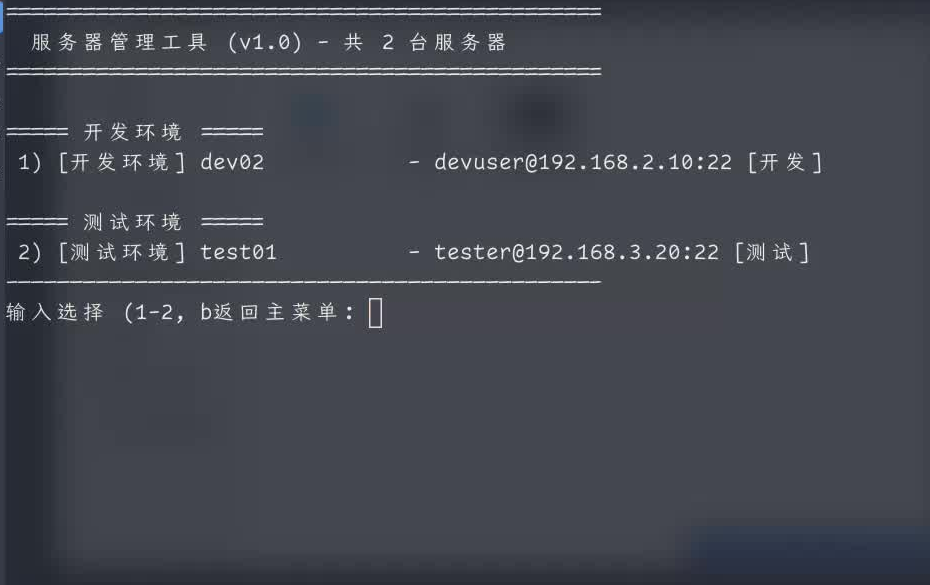 ==================================================
服务器管理工具 (v1.0) - 共 2 台服务器
==================================================
===== 开发环境 =====
1) [开发环境] dev02 - devuser@192.168.2.10:22 [开发]
===== 测试环境 =====
2) [测试环境] test01 - tester@192.168.3.20:22 [测试]
--------------------------------------------------
输入选择 (1-2, b返回主菜单: